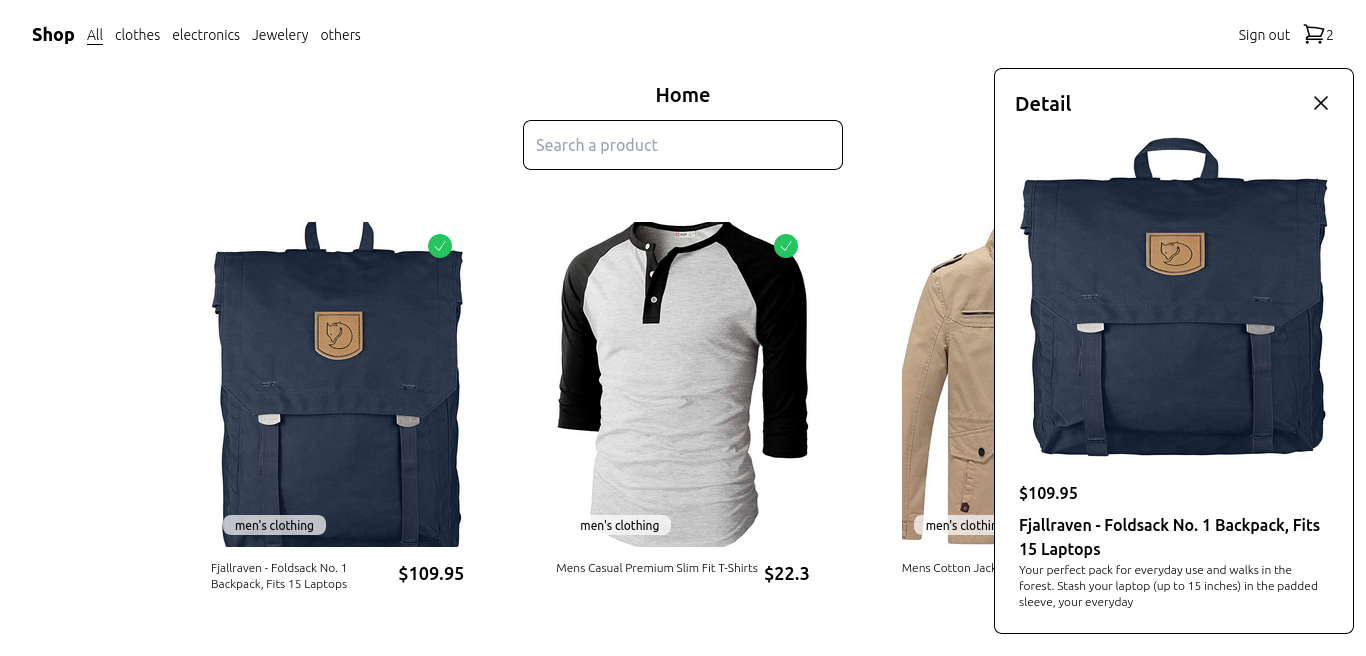 Shop All clothes electronics Jewelery others Sign out 2
Home
Search a product
men's clothing
Fjallraven - Foldsack No. 1
Backpack, Fits 15 Laptops
$109.95
men's clothing
Mens Casual Premium Slim Fit T-Shirts
$22.3
men's clothin
Mens Cotton Jack
Detail
$109.95
Fjallraven - Foldsack No. 1 Backpack, Fits
15 Laptops
Your perfect pack for everyday use and walks in the
forest. Stash your laptop (up to 15 inches) in the padded
sleeve, your everyday